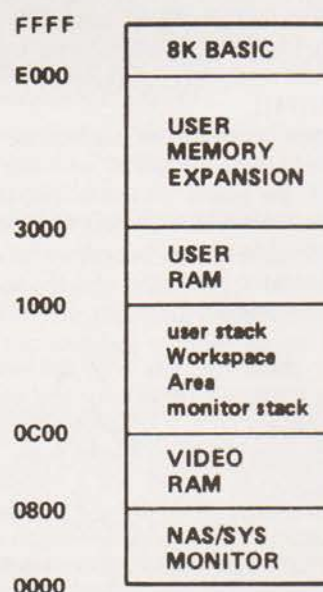 FFFF
8K BASIC
E000
USER
MEMORY
EXPANSION
3000
USER
RAM
1000
user stack
Workspace
Area
monitor stack
0C00
VIDEO
RAM
0800
NAS/SYS
MONITOR
0000